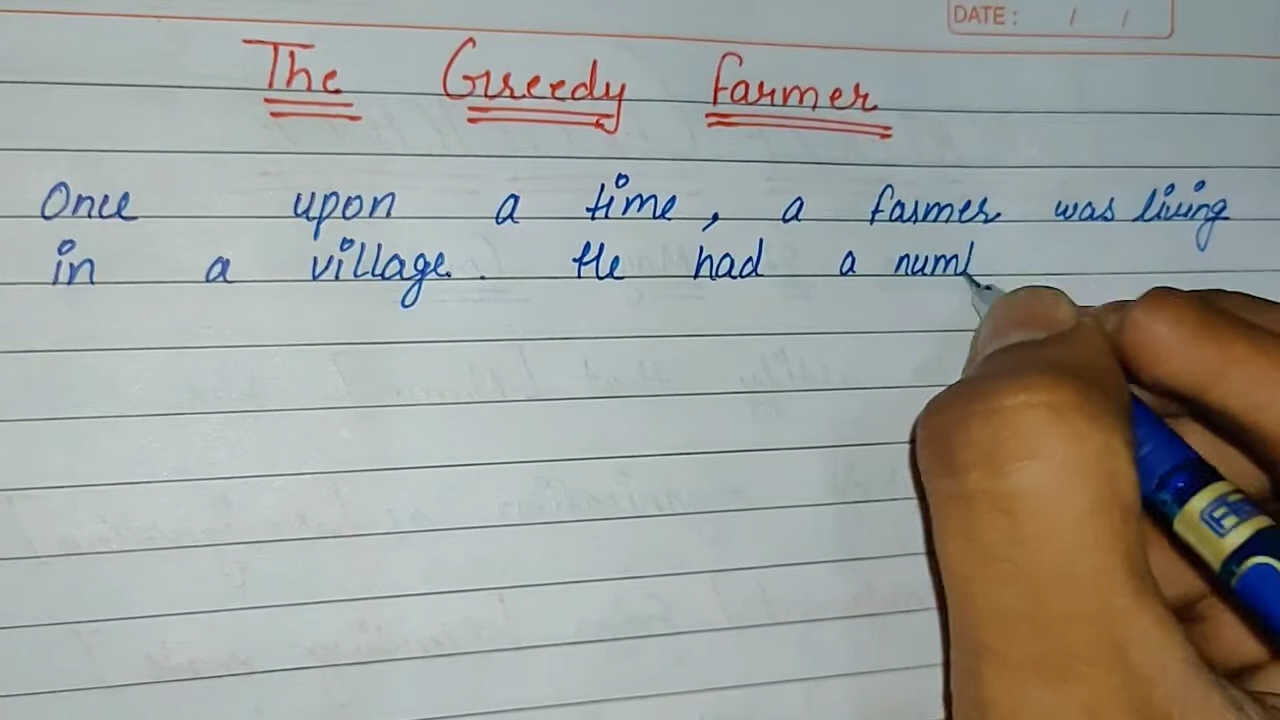 DATE: / /
The Greedy Farmer
Once upon a time, a farmer was living
in a village. He had a num